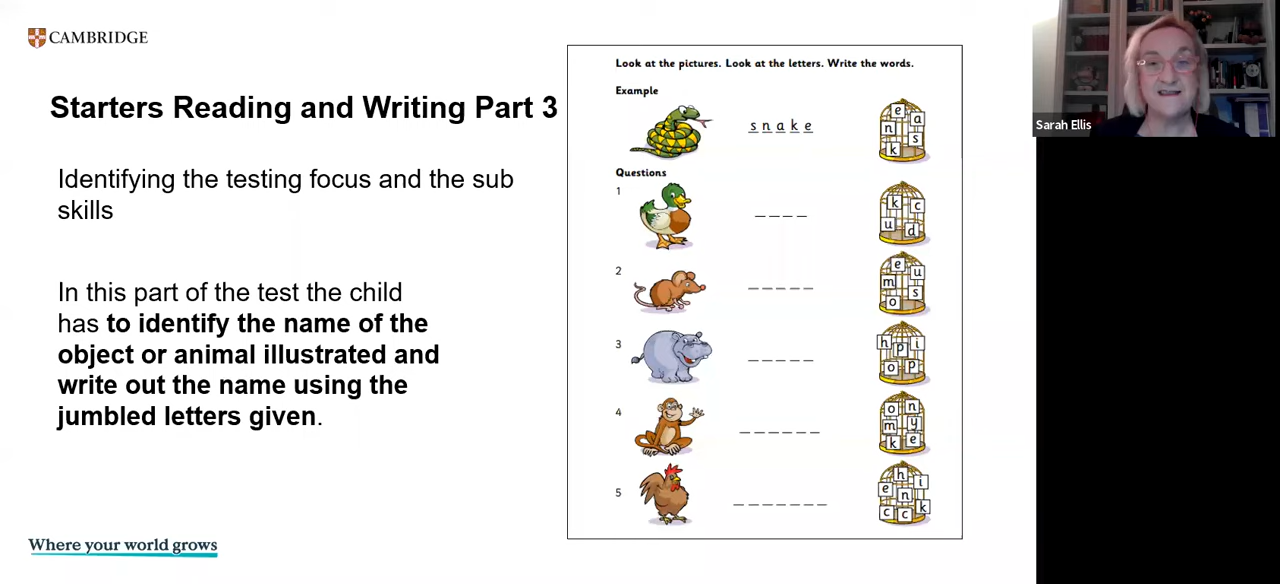 CAMBRIDGE
Starters Reading and Writing Part 3
Identifying the testing focus and the sub
skills
In this part of the test the child
has to identify the name of the
object or animal illustrated and
write out the name using the
jumbled letters given.
Where your world grows
Look at the pictures. Look at the letters. Write the words.
Example
s n a k e
e a n s k
Questions
1
k c u d
2
e u m s o
3
h p i o p
4
o n m y k e
5
h i e n k c c
Sarah Ellis